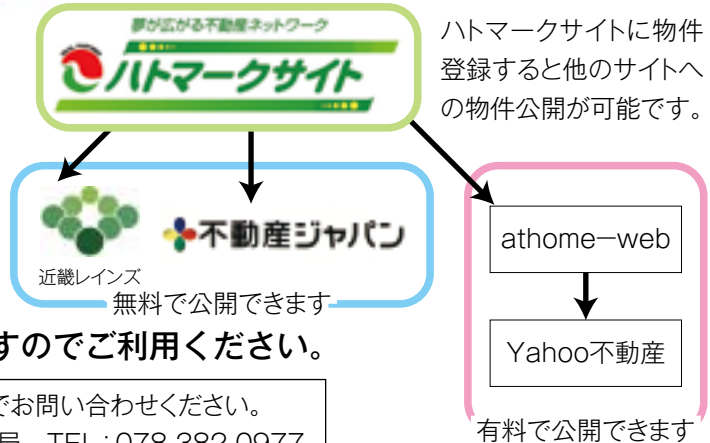 夢が広がる不動産ネットワーク
ハトマークサイト
ハトマークサイトに物件
登録すると他のサイトへ
の物件公開が可能です。
近畿レインズ
不動産ジャパン
無料で公開できます
athome−web
Yahoo不動産
有料で公開できます
すのでご利用ください。
でお問い合わせください。
局 TEL:078-382-0977